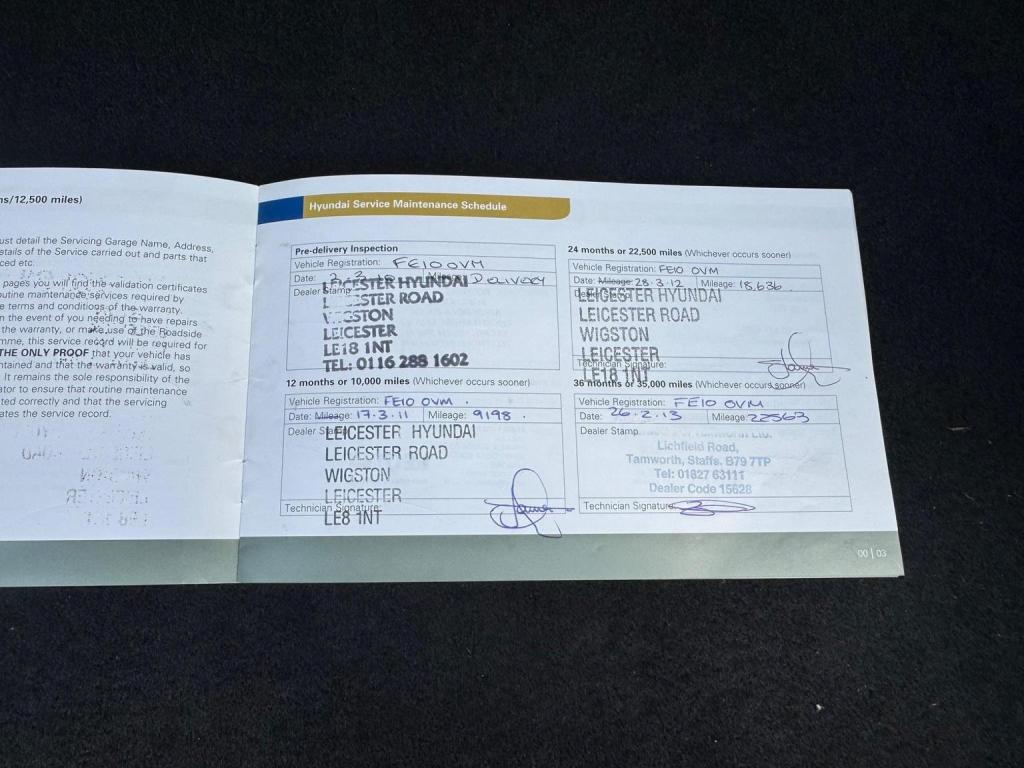 ns/12,500 miles)
ust detail the Servicing Garage Name, Address,
etails of the Service carried out and parts that
ced etc.
pages you will find the validation certificates
outine maintenance services required by
e terms and conditions of the warranty.
n the event of you needing to have repairs
the warranty, or make use of the Roadside
mme, this service record will be required for
THE ONLY PROOF that your vehicle has
ntained and that the warranty is valid, so
It remains the sole responsibility of the
ator to ensure that routine maintenance
ted correctly and that the servicing
ates the service record.
Hyundai Service Maintenance Schedule
Pre-delivery Inspection
Vehicle Registration: FE10 OVM
Date: Delivery
Dealer Stamp
LEICESTER HYUNDAI
LEICESTER ROAD
WIGSTON
LEICESTER
LE18 1NT
TEL: 0116 288 1602
12 months or 10,000 miles (Whichever occurs sooner)
Vehicle Registration: FE10 OVM.
Date: Mileage: 17.3.11 Mileage: 9198.
Dealer Stamp
LEICESTER HYUNDAI
LEICESTER ROAD
WIGSTON
LEICESTER
Technician Signature:
LE8 1NT
24 months or 22,500 miles (Whichever occurs sooner)
Vehicle Registration: FE10 OVM
Date: Mileage: 28.3.12 Mileage: 18,636
LEICESTER HYUNDAI
LEICESTER ROAD
WIGSTON
LEICESTER
Technician Signature:
LE18 1NT
36 months or 35,000 miles (Whichever occurs sooner)
Vehicle Registration: FE10 OVM
Date: 26.2.13 Mileage: 22563
Dealer Stamp
Lichfield Road,
Tamworth, Staffs. B79 7TP
Tel: 01827 63111
Dealer Code 15628
Technician Signature
00 | 03